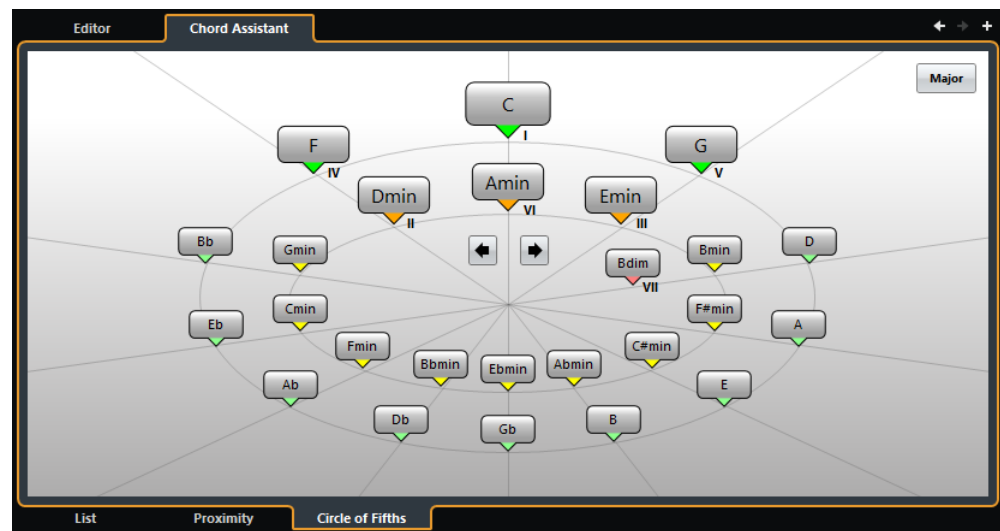 Editor
Chord Assistant
Major
C
I
F
IV
G
V
Dmin
II
Amin
VI
Emin
III
Bb
Gmin
Bdim
VII
Bmin
D
Eb
Cmin
F#min
A
Fmin
C#min
Ab
Bbmin
Ebmin
Abmin
E
Db
Gb
B
List
Proximity
Circle of Fifths